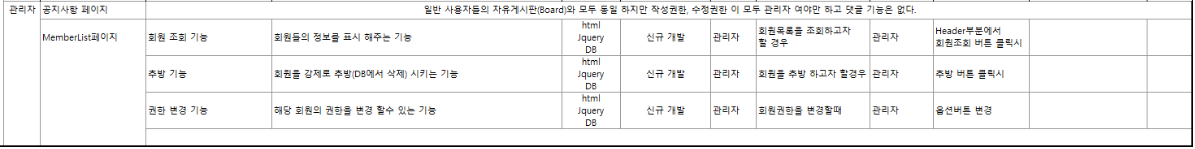 관리자 공지사항 페이지 일반 사용자들의 자유게시판(Board)와 모두 동일 하지만 작성권한, 수정권한 이 모두 관리자 여야만 하고 댓글 기능은 없다.
MemberList페이지
회원 조회 기능
회원들의 정보를 표시 해주는 기능
html
Jquery
DB
신규 개발
관리자
회원목록을 조회하고자
할 경우
관리자
Header부분에서
회원조회 버튼 클릭시
추방 기능
회원을 강제로 추방(DB에서 삭제) 시키는 기능
html
Jquery
DB
신규 개발
관리자
회원을 추방 하고자 할경우
관리자
추방 버튼 클릭시
권한 변경 기능
해당 회원의 권한을 변경 할수 있는 기능
html
Jquery
DB
신규 개발
관리자
회원권한을 변경할때
관리자
옵션버튼 변경